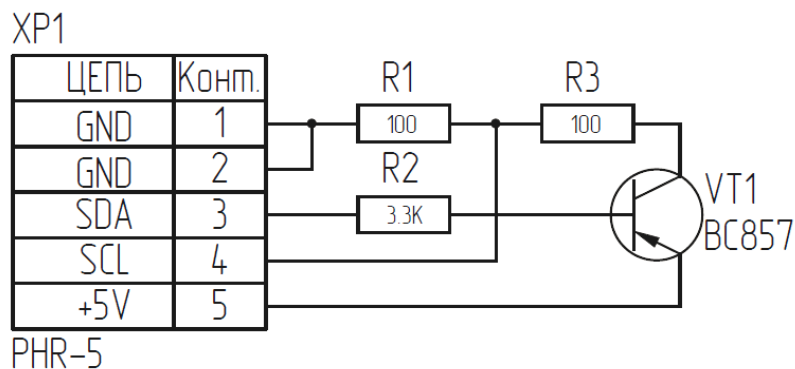 XP1
ЦЕПЬ Конт.
GND 1
GND 2
SDA 3
SCL 4
+5V 5
PHR-5
R1
100
R3
100
R2
3.3K
VT1
BC857